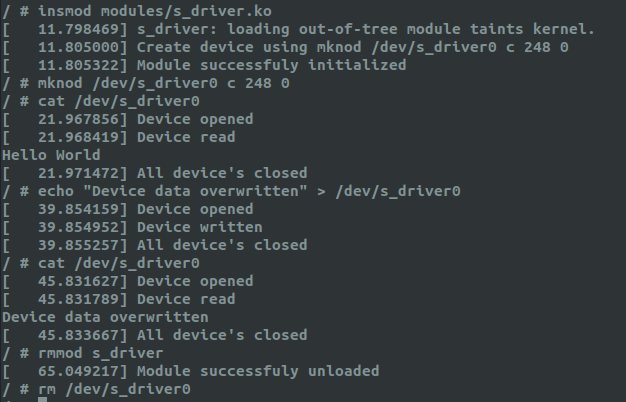 / # insmod modules/s_driver.ko
[   11.798469] s_driver: loading out-of-tree module taints kernel.
[   11.805000] Create device using mknod /dev/s_driver0 c 248 0
[   11.805322] Module successfuly initialized
/ # mknod /dev/s_driver0 c 248 0
/ # cat /dev/s_driver0
[   21.967856] Device opened
[   21.968419] Device read
Hello World
[   21.971472] All device's closed
/ # echo "Device data overwritten" > /dev/s_driver0
[   39.854159] Device opened
[   39.854952] Device written
[   39.855257] All device's closed
/ # cat /dev/s_driver0
[   45.831627] Device opened
[   45.831789] Device read
Device data overwritten
[   45.833667] All device's closed
/ # rmmod s_driver
[   65.049217] Module successfuly unloaded
/ # rm /dev/s_driver0